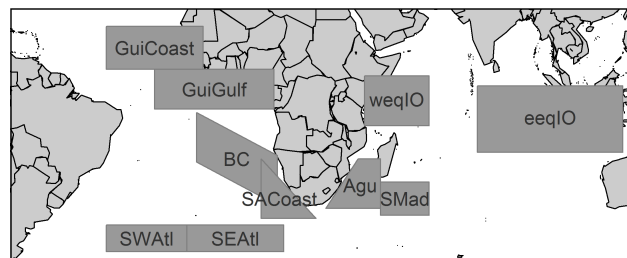 GuiCoast
GuiGulf
weqIO
eeqIO
BC
SACoast
Agu
SMad
SWAtl
SEAtl